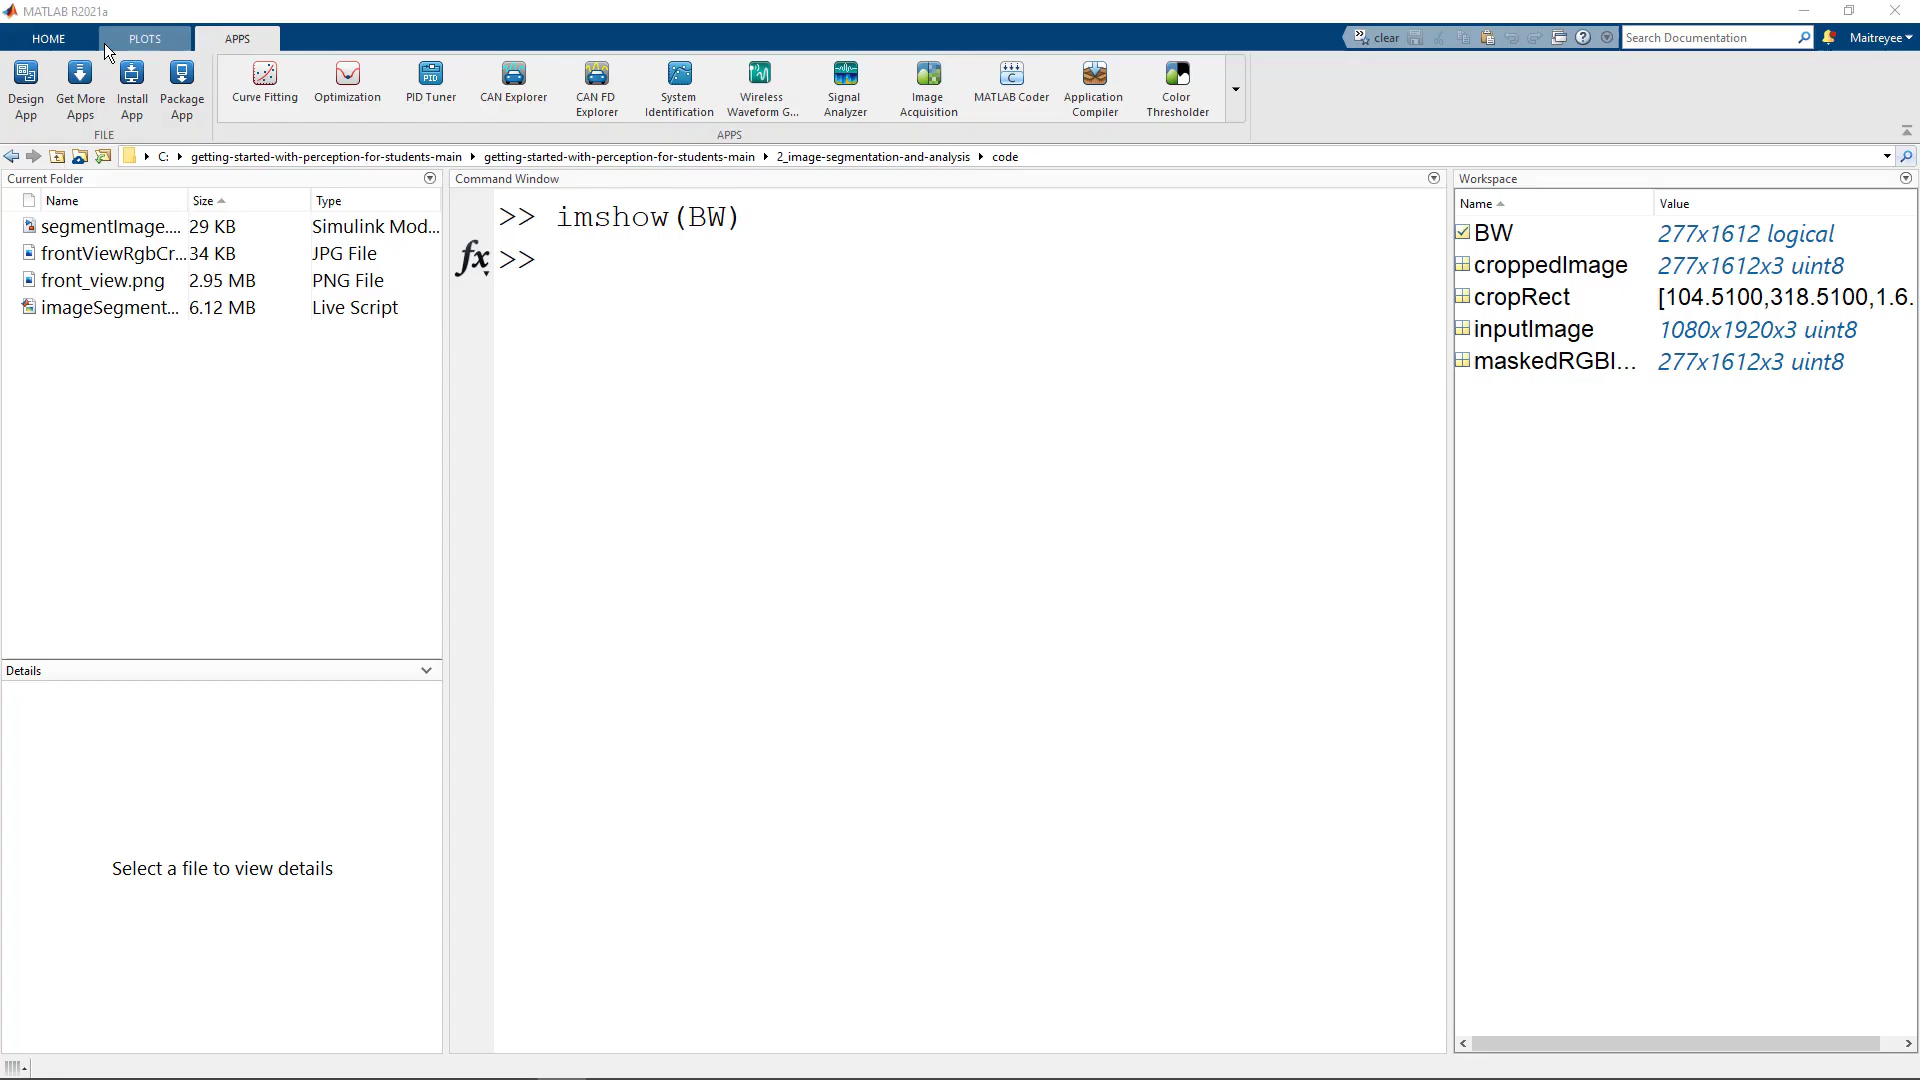 MATLAB R2021a
HOME PLOTS APPS
clear
Search Documentation
Maitreyee
Design App
Get More Apps
Install App
Package App
Curve Fitting
Optimization
PID
PID Tuner
CAN Explorer
CAN FD Explorer
System Identification
Wireless Waveform G...
Signal Analyzer
Image Acquisition
C
MATLAB Coder
Application Compiler
Color Thresholder
FILE
APPS
C: getting-started-with-perception-for-students-main getting-started-with-perception-for-students-main 2_image-segmentation-and-analysis code
Current Folder
Name Size Type
segmentImage.... 29 KB Simulink Mod...
frontViewRgbCr... 34 KB JPG File
front_view.png 2.95 MB PNG File
imageSegment... 6.12 MB Live Script
Details
Select a file to view details
Command Window
>> imshow(BW)
fx >>
Workspace
Name Value
BW 277x1612 logical
croppedImage 277x1612x3 uint8
cropRect [104.5100,318.5100,1.6.
inputImage 1080x1920x3 uint8
maskedRGBI... 277x1612x3 uint8